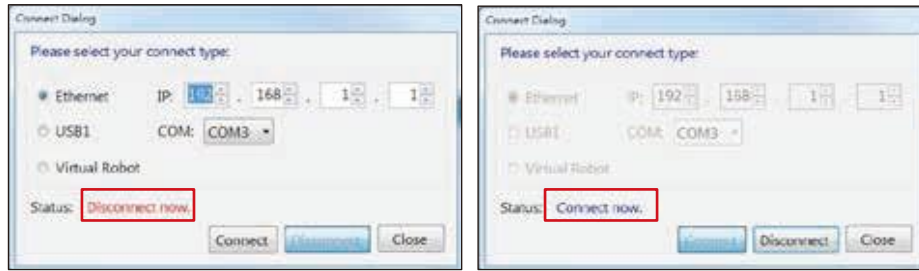 Connect Dialog
Please select your connect type:
Ethernet IP: 192 . 168 . 1 . 1
USB1 COM: COM3
Virtual Robot
Status: Disconnect now.
Connect Disconnect Close
Connect Dialog
Please select your connect type:
Ethernet IP: 192 . 168 . 1 . 1
USB1 COM: COM3
Virtual Robot
Status: Connect now.
Connect Disconnect Close